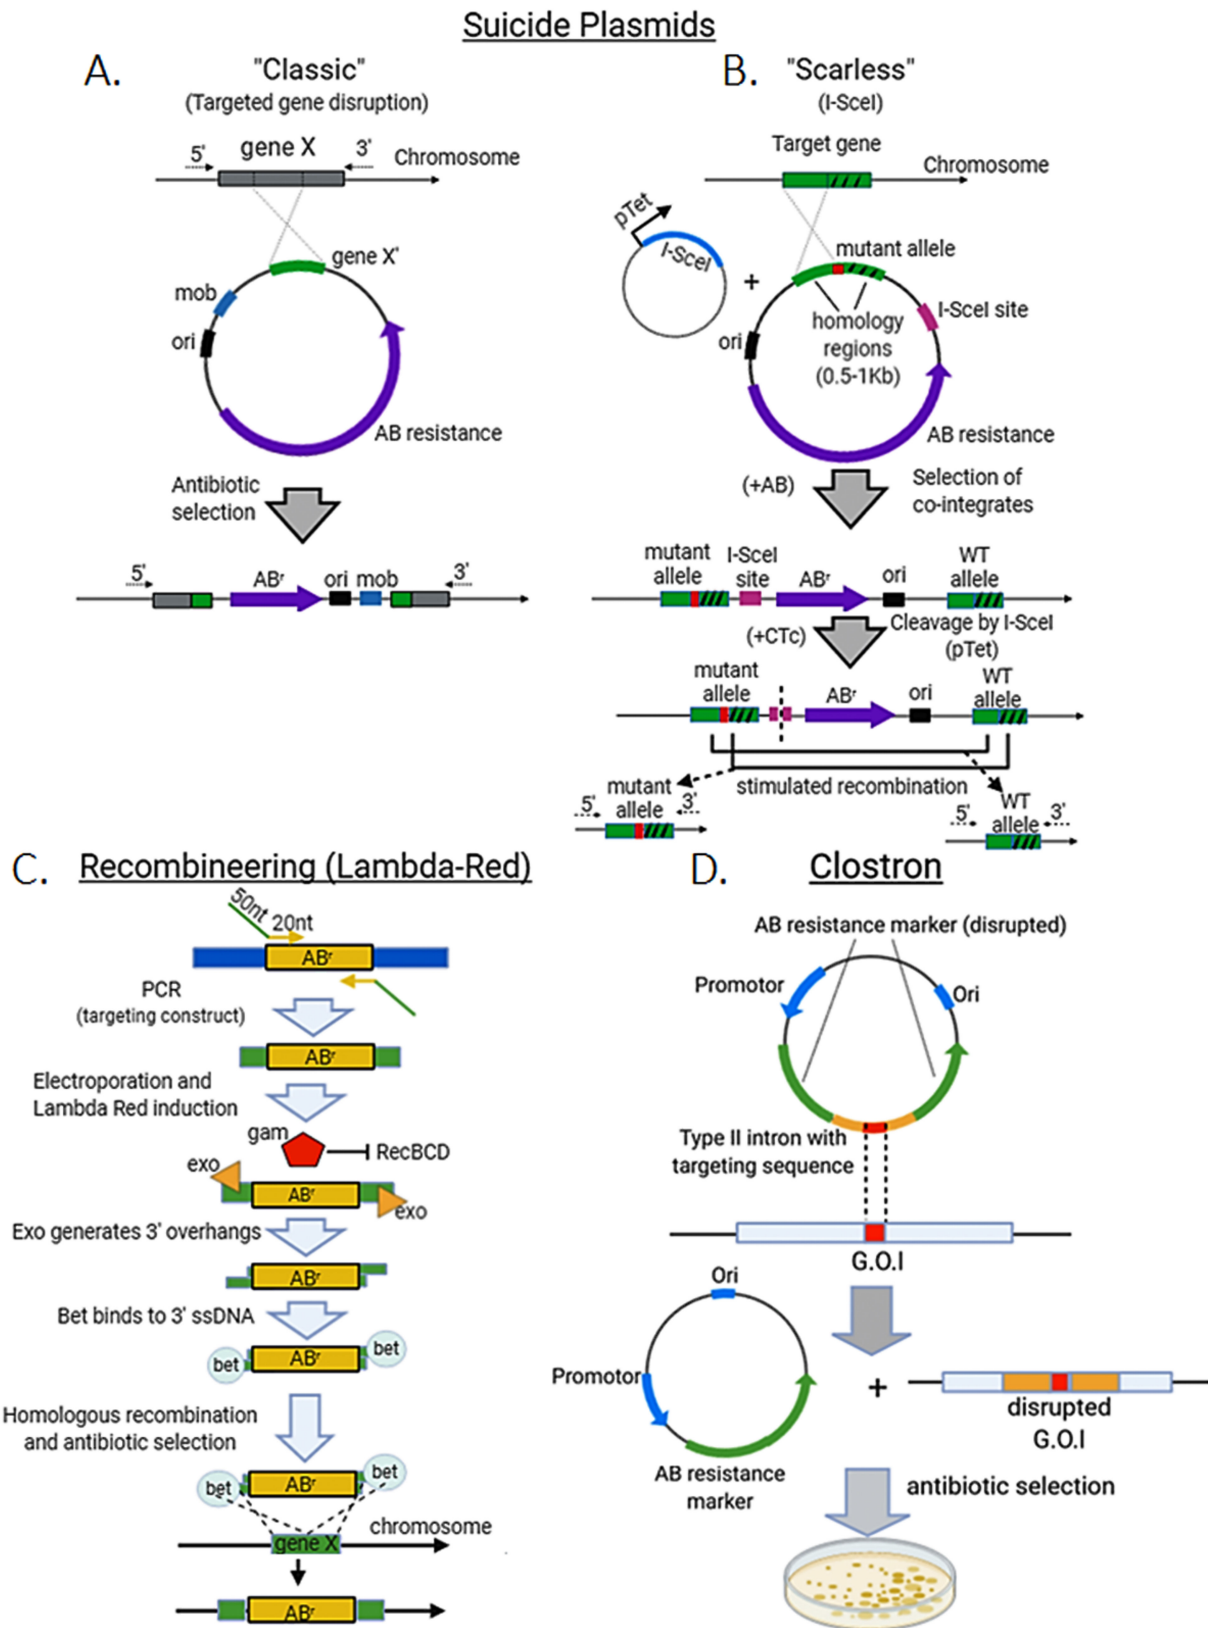 Suicide Plasmids
A.
"Classic"
(Targeted gene disruption)
5'
gene X
3'
Chromosome
gene X'
mob
ori
AB resistance
Antibiotic
selection
5'
ABʳ
ori
mob
3'
B.
"Scarless"
(I-SceI)
Target gene
Chromosome
pTet
I-SceI
+
mutant allele
I-SceI site
homology
regions
(0.5-1Kb)
ori
AB resistance
(+AB)
Selection of
co-integrates
mutant
allele
I-SceI
site
ABʳ
ori
WT
allele
(+CTc)
Cleavage by I-SceI
(pTet)
mutant
allele
ABʳ
ori
WT
allele
stimulated recombination
5'
mutant
allele
3'
5'
WT
allele
3'
C.
Recombineering (Lambda-Red)
50nt
20nt
ABʳ
PCR
(targeting construct)
ABʳ
Electroporation and
Lambda Red induction
gam
RecBCD
exo
ABʳ
exo
Exo generates 3' overhangs
ABʳ
Bet binds to 3' ssDNA
bet
ABʳ
bet
Homologous recombination
and antibiotic selection
bet
ABʳ
bet
chromosome
gene X
ABʳ
D.
Clostron
AB resistance marker (disrupted)
Promotor
Ori
Type II intron with
targeting sequence
G.O.I
Ori
Promotor
AB resistance
marker
+
disrupted
G.O.I
antibiotic selection